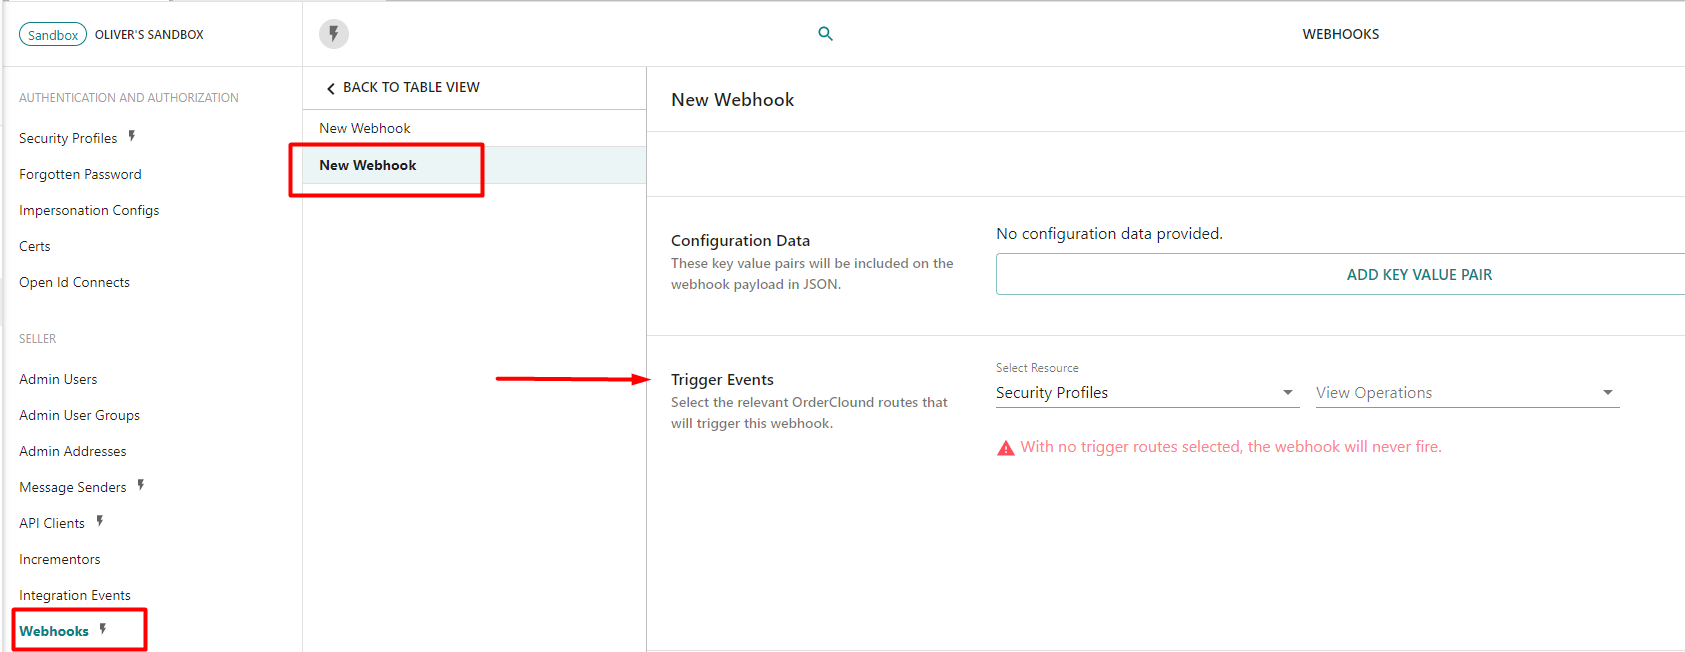 Sandbox OLIVER'S SANDBOX
WEBHOOKS
AUTHENTICATION AND AUTHORIZATION
Security Profiles
Forgotten Password
Impersonation Configs
Certs
Open Id Connects
SELLER
Admin Users
Admin User Groups
Admin Addresses
Message Senders
API Clients
Incrementors
Integration Events
Webhooks
BACK TO TABLE VIEW
New Webhook
New Webhook
New Webhook
Configuration Data
These key value pairs will be included on the
webhook payload in JSON.
No configuration data provided.
ADD KEY VALUE PAIR
Trigger Events
Select the relevant OrderClound routes that
will trigger this webhook.
Select Resource
Security Profiles
View Operations
With no trigger routes selected, the webhook will never fire.